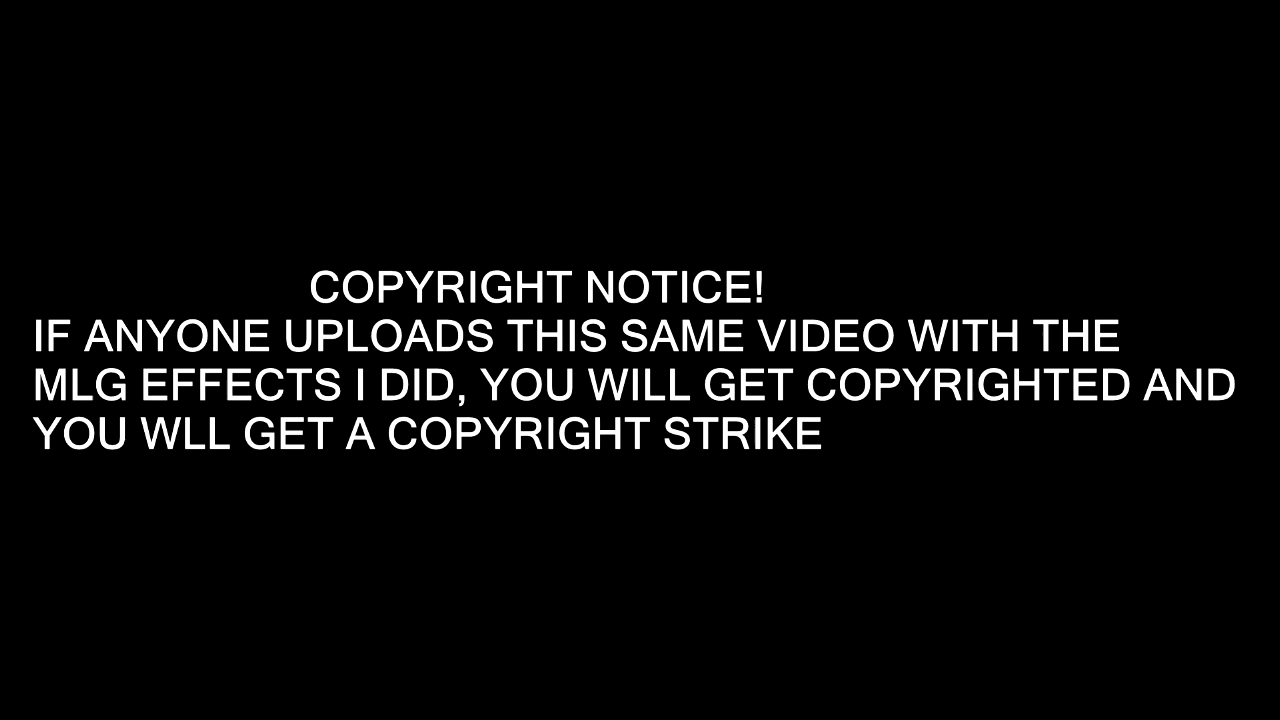 COPYRIGHT NOTICE!
IF ANYONE UPLOADS THIS SAME VIDEO WITH THE
MLG EFFECTS I DID, YOU WILL GET COPYRIGHTED AND
YOU WLL GET A COPYRIGHT STRIKE